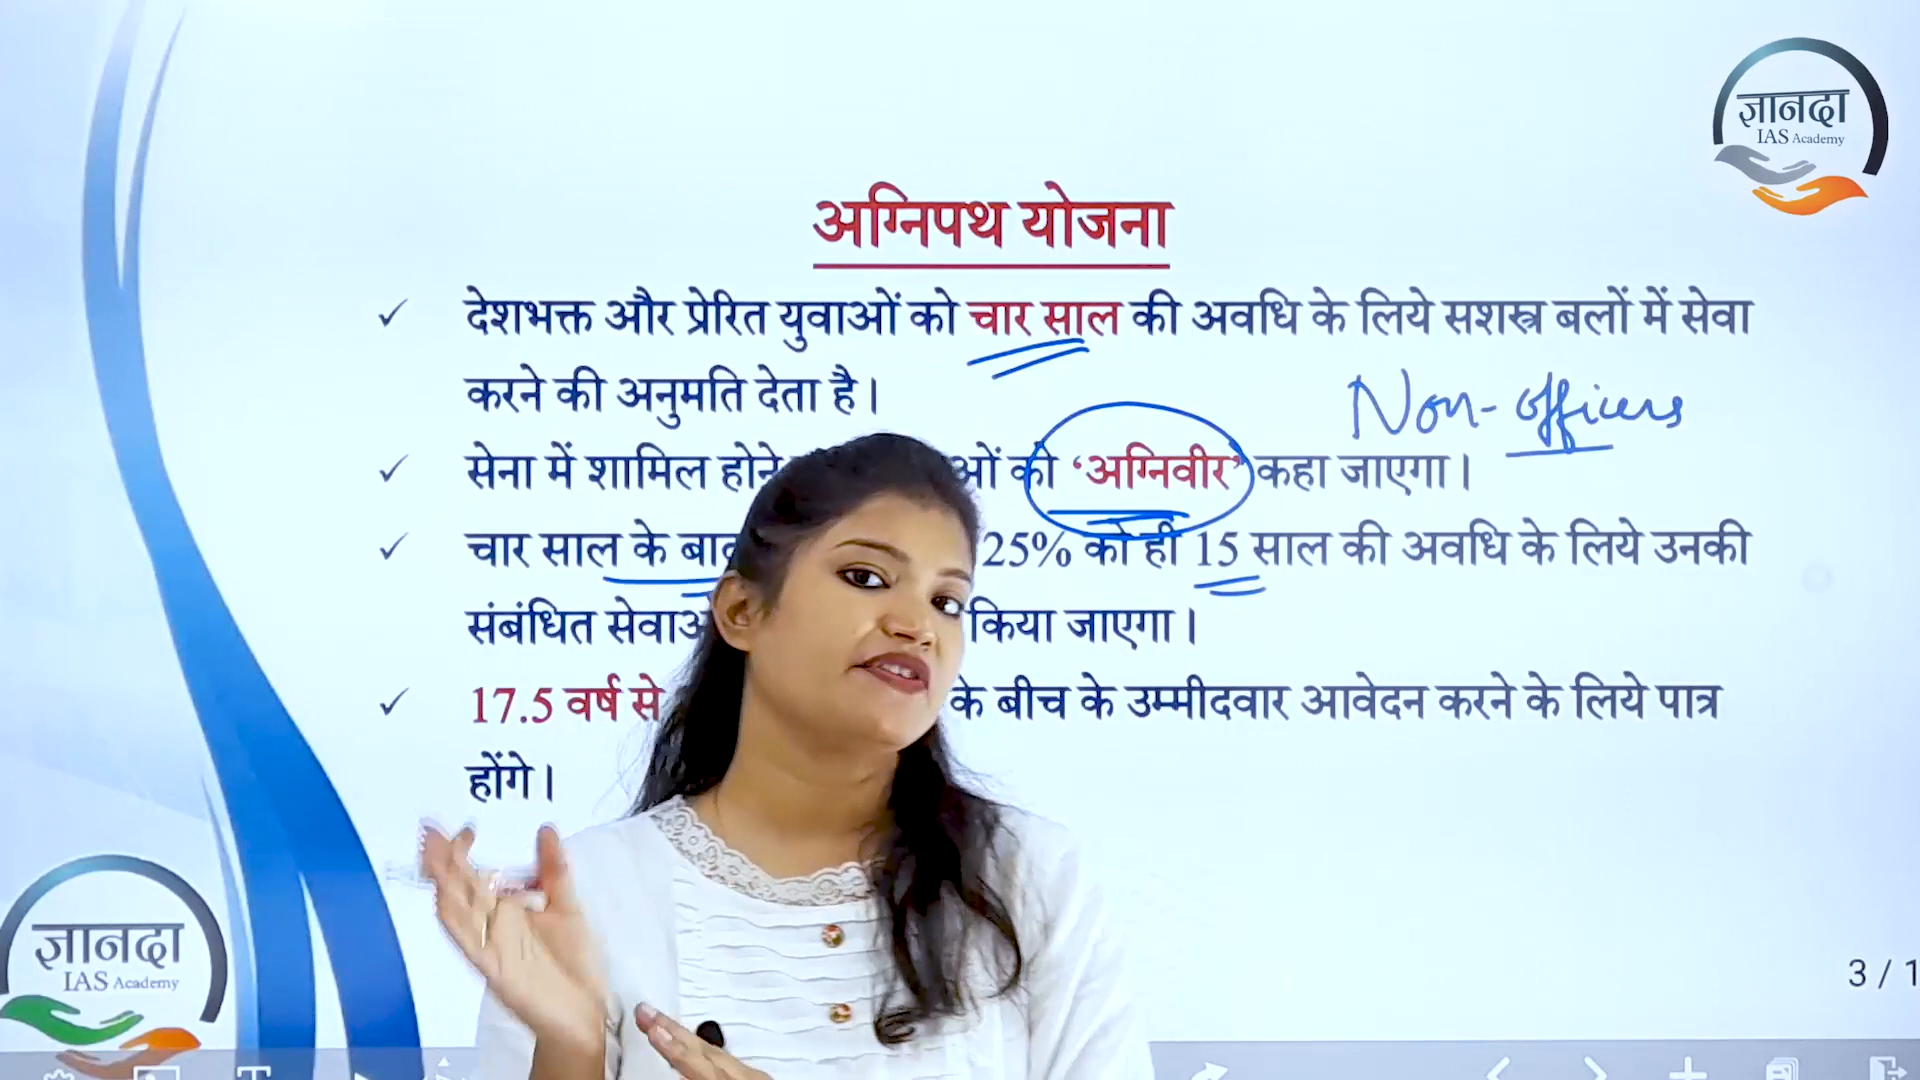 ज्ञानदा
IAS Academy
अग्निपथ योजना
✓ देशभक्त और प्रेरित युवाओं को चार साल की अवधि के लिये सशस्त्र बलों में सेवा
करने की अनुमति देता है।
Non-officers
✓ सेना में शामिल होने ओं को ‘अग्निवीर’ कहा जाएगा।
✓ चार साल के बाद 25% को ही 15 साल की अवधि के लिये उनकी
संबंधित किया जाएगा।
✓ 17.5 वर्ष से के बीच के उम्मीदवार आवेदन करने के लिये पात्र
होंगे।
ज्ञानदा
IAS Academy
3 / 1
T